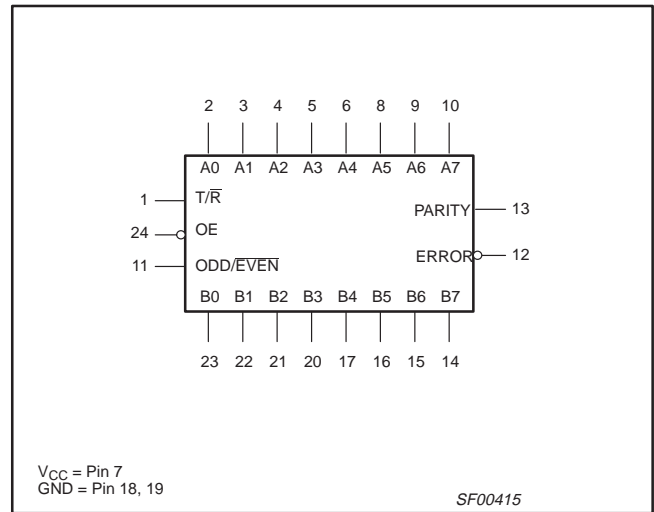 2 3 4 5 6 8 9 10
A0 A1 A2 A3 A4 A5 A6 A7
1 T/R̅
PARITY 13
24 OE
ERROR 12
11 ODD/E̅V̅E̅N̅
B0 B1 B2 B3 B4 B5 B6 B7
23 22 21 20 17 16 15 14
VCC = Pin 7
GND = Pin 18, 19
SF00415